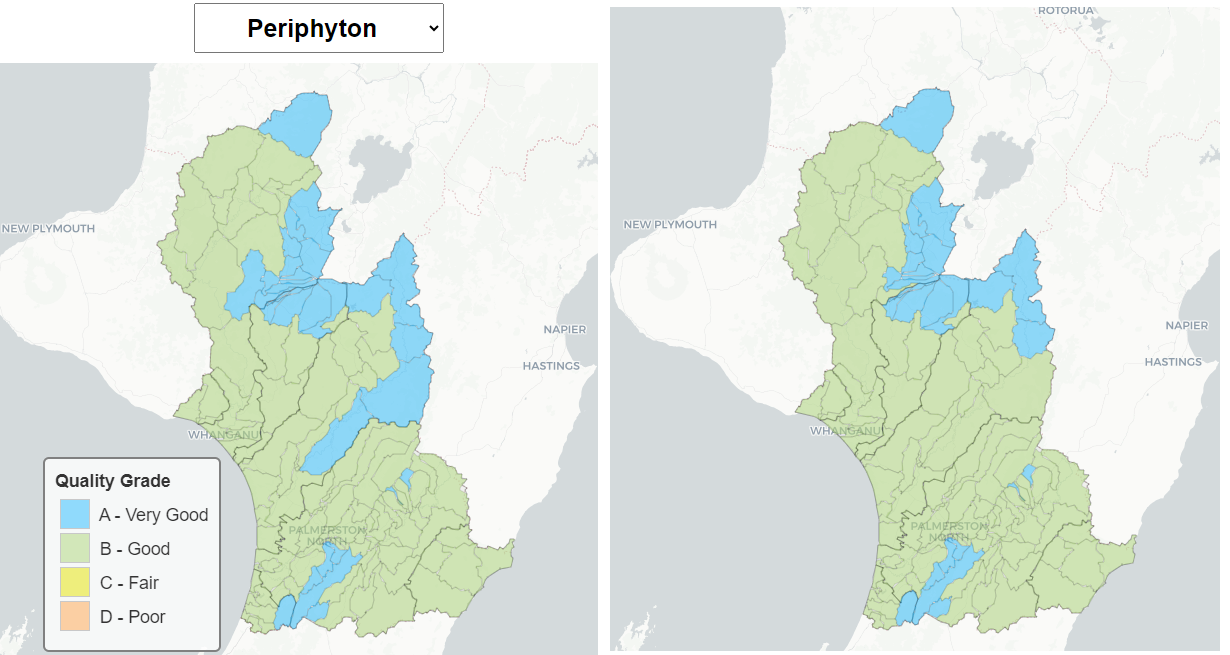 Periphyton
NEW PLYMOUTH
NAPIER
HASTINGS
WHANGANUI
PALMERSTON
NORTH
Quality Grade
A - Very Good
B - Good
C - Fair
D - Poor
ROTORUA
NEW PLYMOUTH
NAPIER
HASTINGS
WHANGANUI
PALMERSTON
NORTH